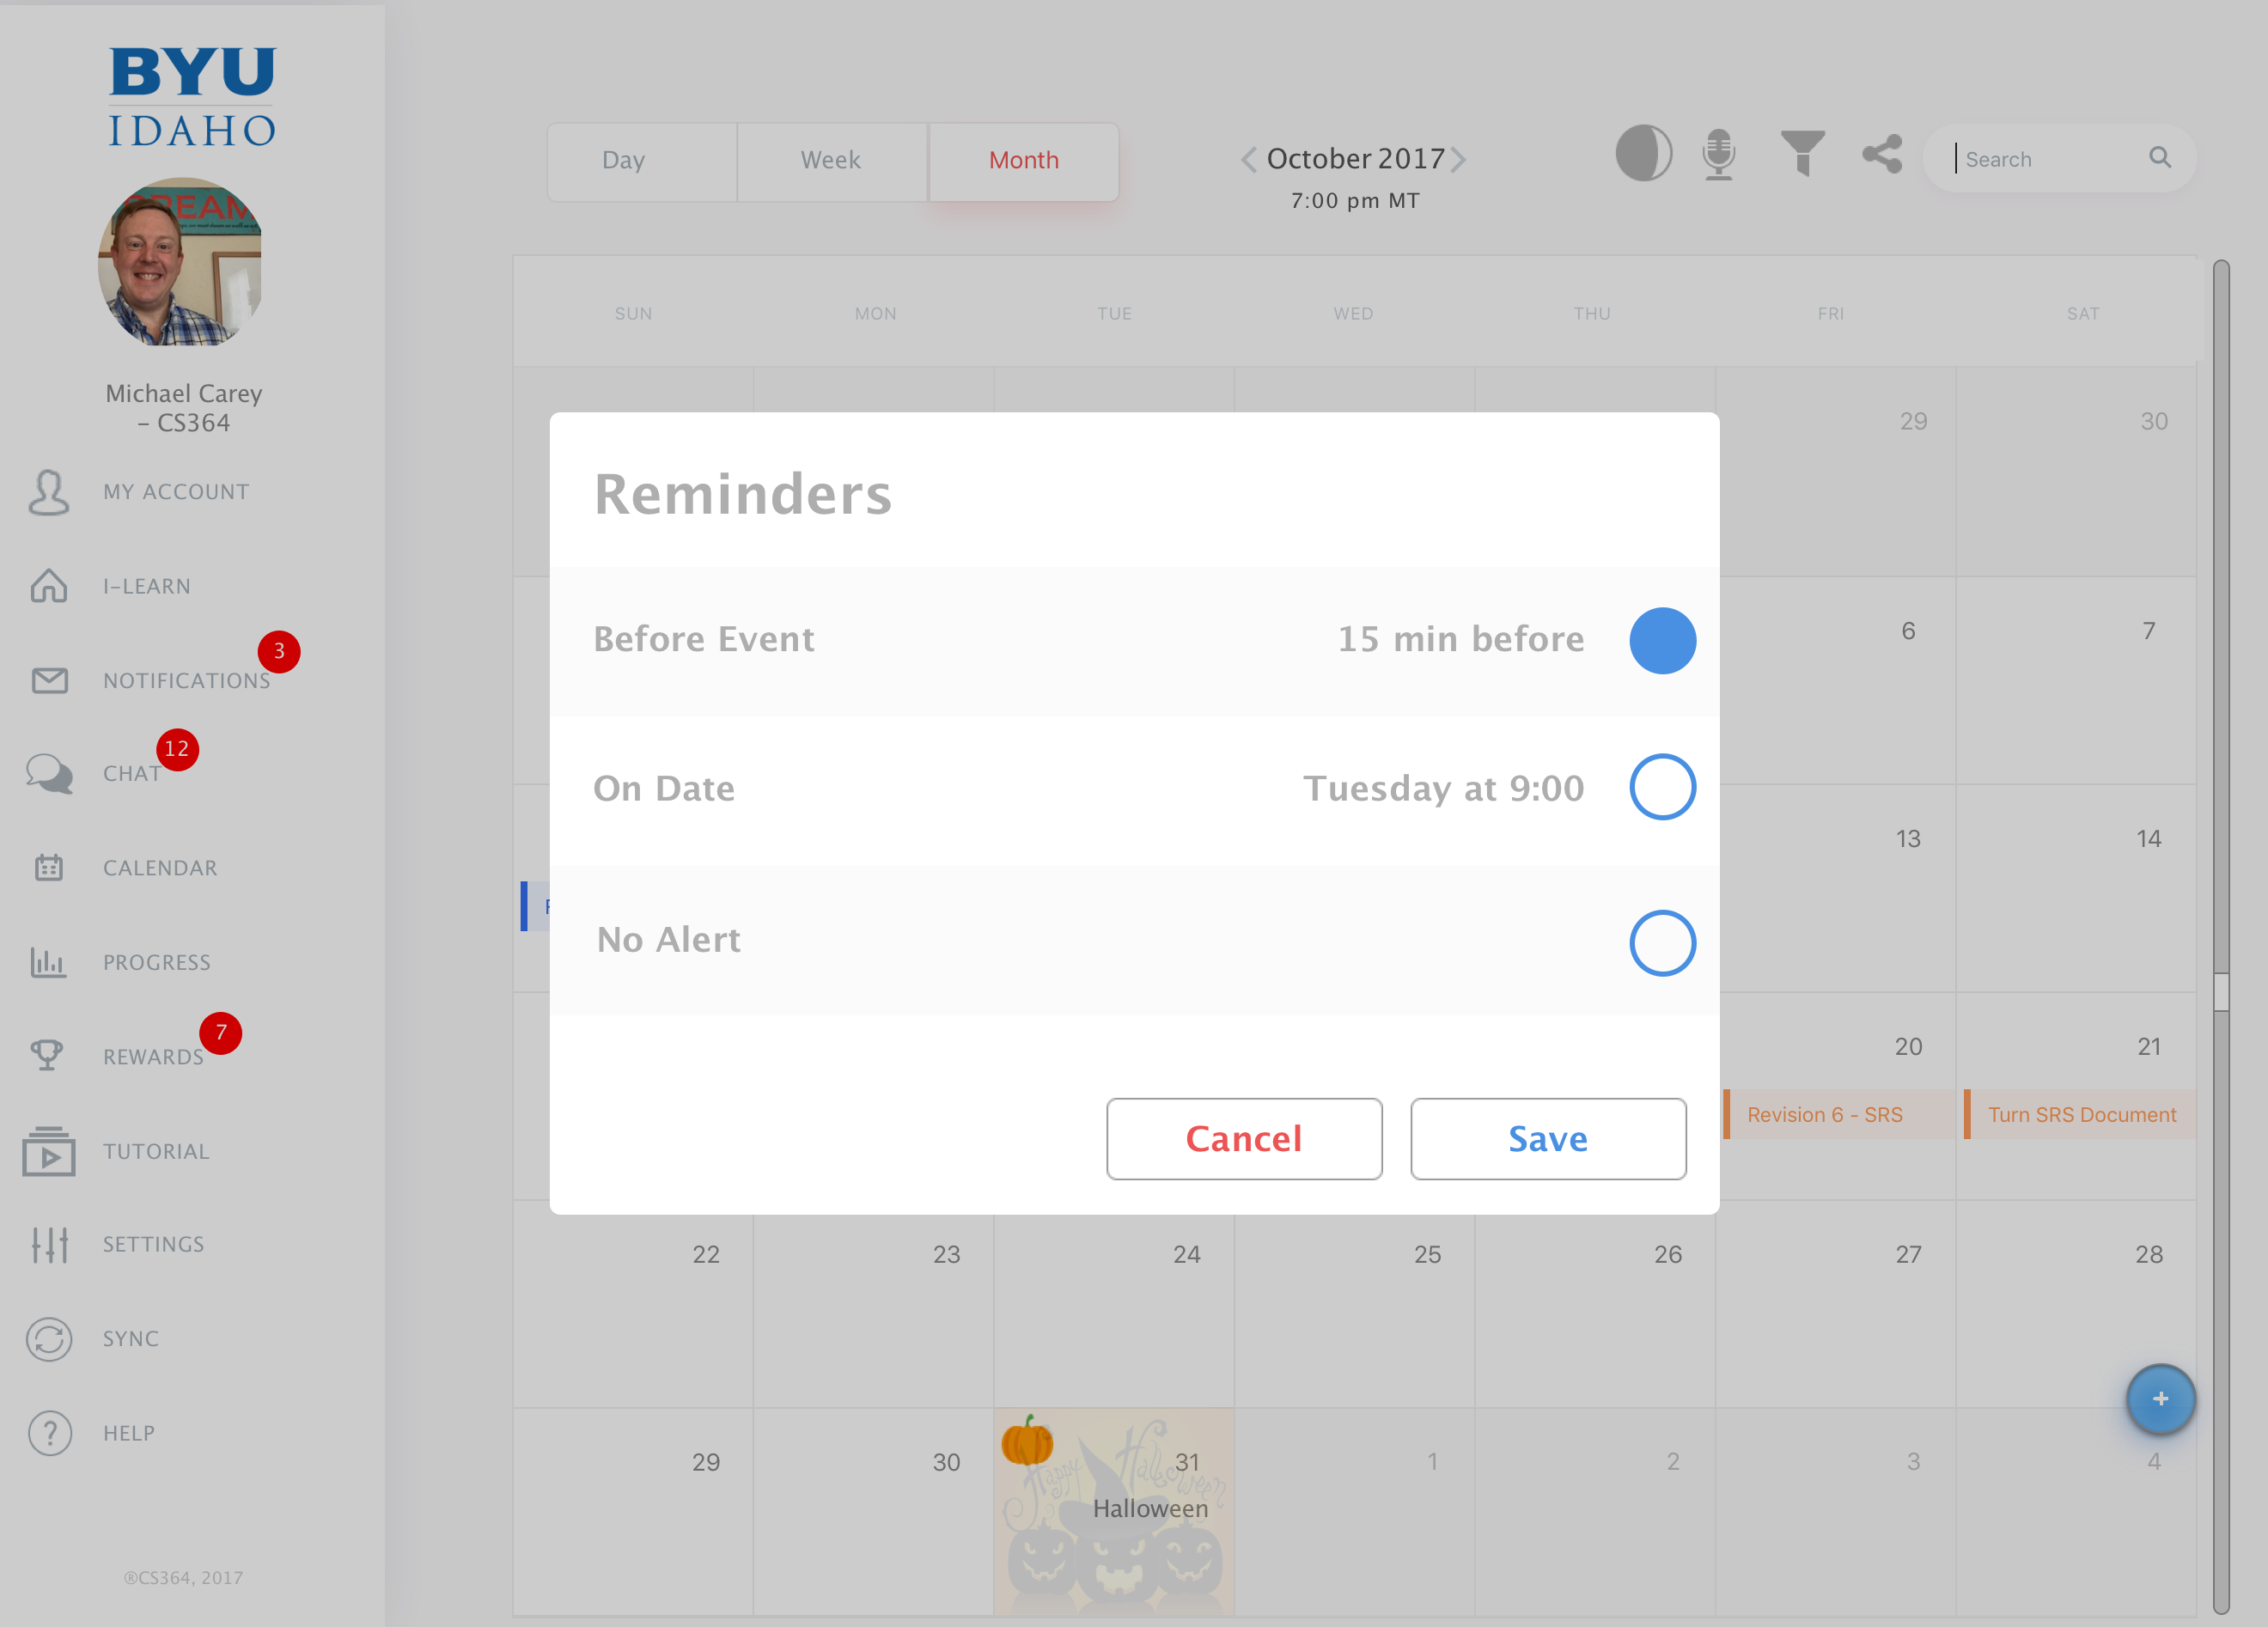 BYU
IDAHO
Michael Carey
- CS364
MY ACCOUNT
I-LEARN
NOTIFICATIONS
3
CHAT
12
CALENDAR
PROGRESS
REWARDS
7
TUTORIAL
SETTINGS
SYNC
HELP
®CS364, 2017
Day Week Month
October 2017
7:00 pm MT
Search
SUN MON TUE WED THU FRI SAT
29 30
6 7
13 14
20 21
Revision 6 - SRS Turn SRS Document
22 23 24 25 26 27 28
29 30 31 1 2 3 4
Happy Halloween
Halloween
+
Reminders
Before Event 15 min before
On Date Tuesday at 9:00
No Alert
Cancel Save